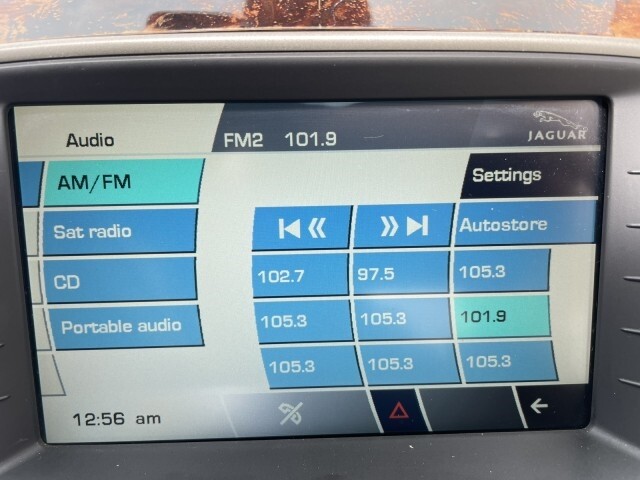 Audio
FM2 101.9
JAGUAR
AM/FM
Settings
Sat radio
Autostore
CD
102.7 97.5 105.3
Portable audio
105.3 105.3 101.9
105.3 105.3 105.3
12:56 am